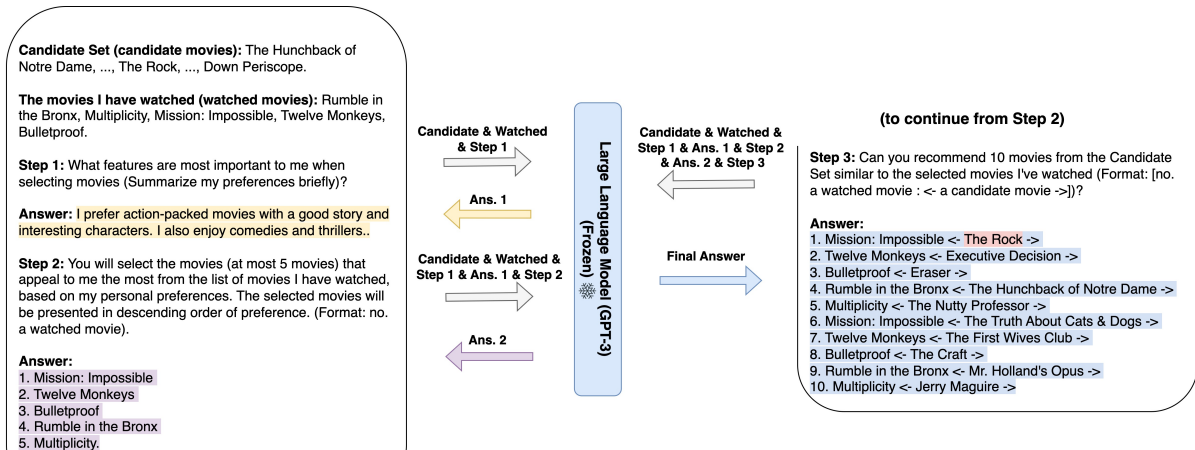 Candidate Set (candidate movies): The Hunchback of
Notre Dame, ..., The Rock, ..., Down Periscope.
The movies I have watched (watched movies): Rumble in
the Bronx, Multiplicity, Mission: Impossible, Twelve Monkeys,
Bulletproof.
Step 1: What features are most important to me when
selecting movies (Summarize my preferences briefly)?
Answer: I prefer action-packed movies with a good story and
interesting characters. I also enjoy comedies and thrillers..
Step 2: You will select the movies (at most 5 movies) that
appeal to me the most from the list of movies I have watched,
based on my personal preferences. The selected movies will
be presented in descending order of preference. (Format: no.
a watched movie).
Answer:
1. Mission: Impossible
2. Twelve Monkeys
3. Bulletproof
4. Rumble in the Bronx
5. Multiplicity.
Candidate & Watched
& Step 1
Ans. 1
Candidate & Watched &
Step 1 & Ans. 1 & Step 2
Ans. 2
Large Language Model (GPT-3)
(Frozen)
Candidate & Watched &
Step 1 & Ans. 1 & Step 2
& Ans. 2 & Step 3
Final Answer
(to continue from Step 2)
Step 3: Can you recommend 10 movies from the Candidate
Set similar to the selected movies I've watched (Format: [no.
a watched movie : <- a candidate movie ->])?
Answer:
1. Mission: Impossible <- The Rock ->
2. Twelve Monkeys <- Executive Decision ->
3. Bulletproof <- Eraser ->
4. Rumble in the Bronx <- The Hunchback of Notre Dame ->
5. Multiplicity <- The Nutty Professor ->
6. Mission: Impossible <- The Truth About Cats & Dogs ->
7. Twelve Monkeys <- The First Wives Club ->
8. Bulletproof <- The Craft ->
9. Rumble in the Bronx <- Mr. Holland's Opus ->
10. Multiplicity <- Jerry Maguire ->